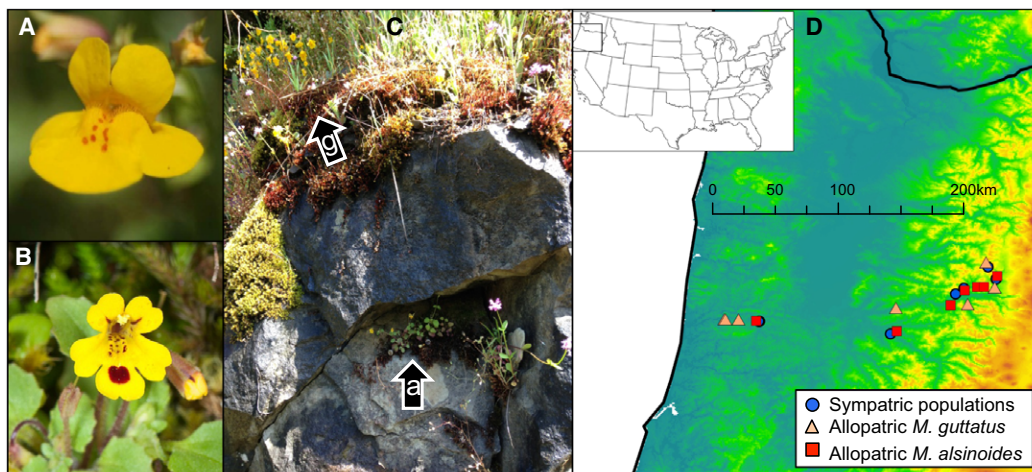 A
B
C
g
a
D
0 50 100 200km
Sympatric populations
Allopatric M. guttatus
Allopatric M. alsinoides